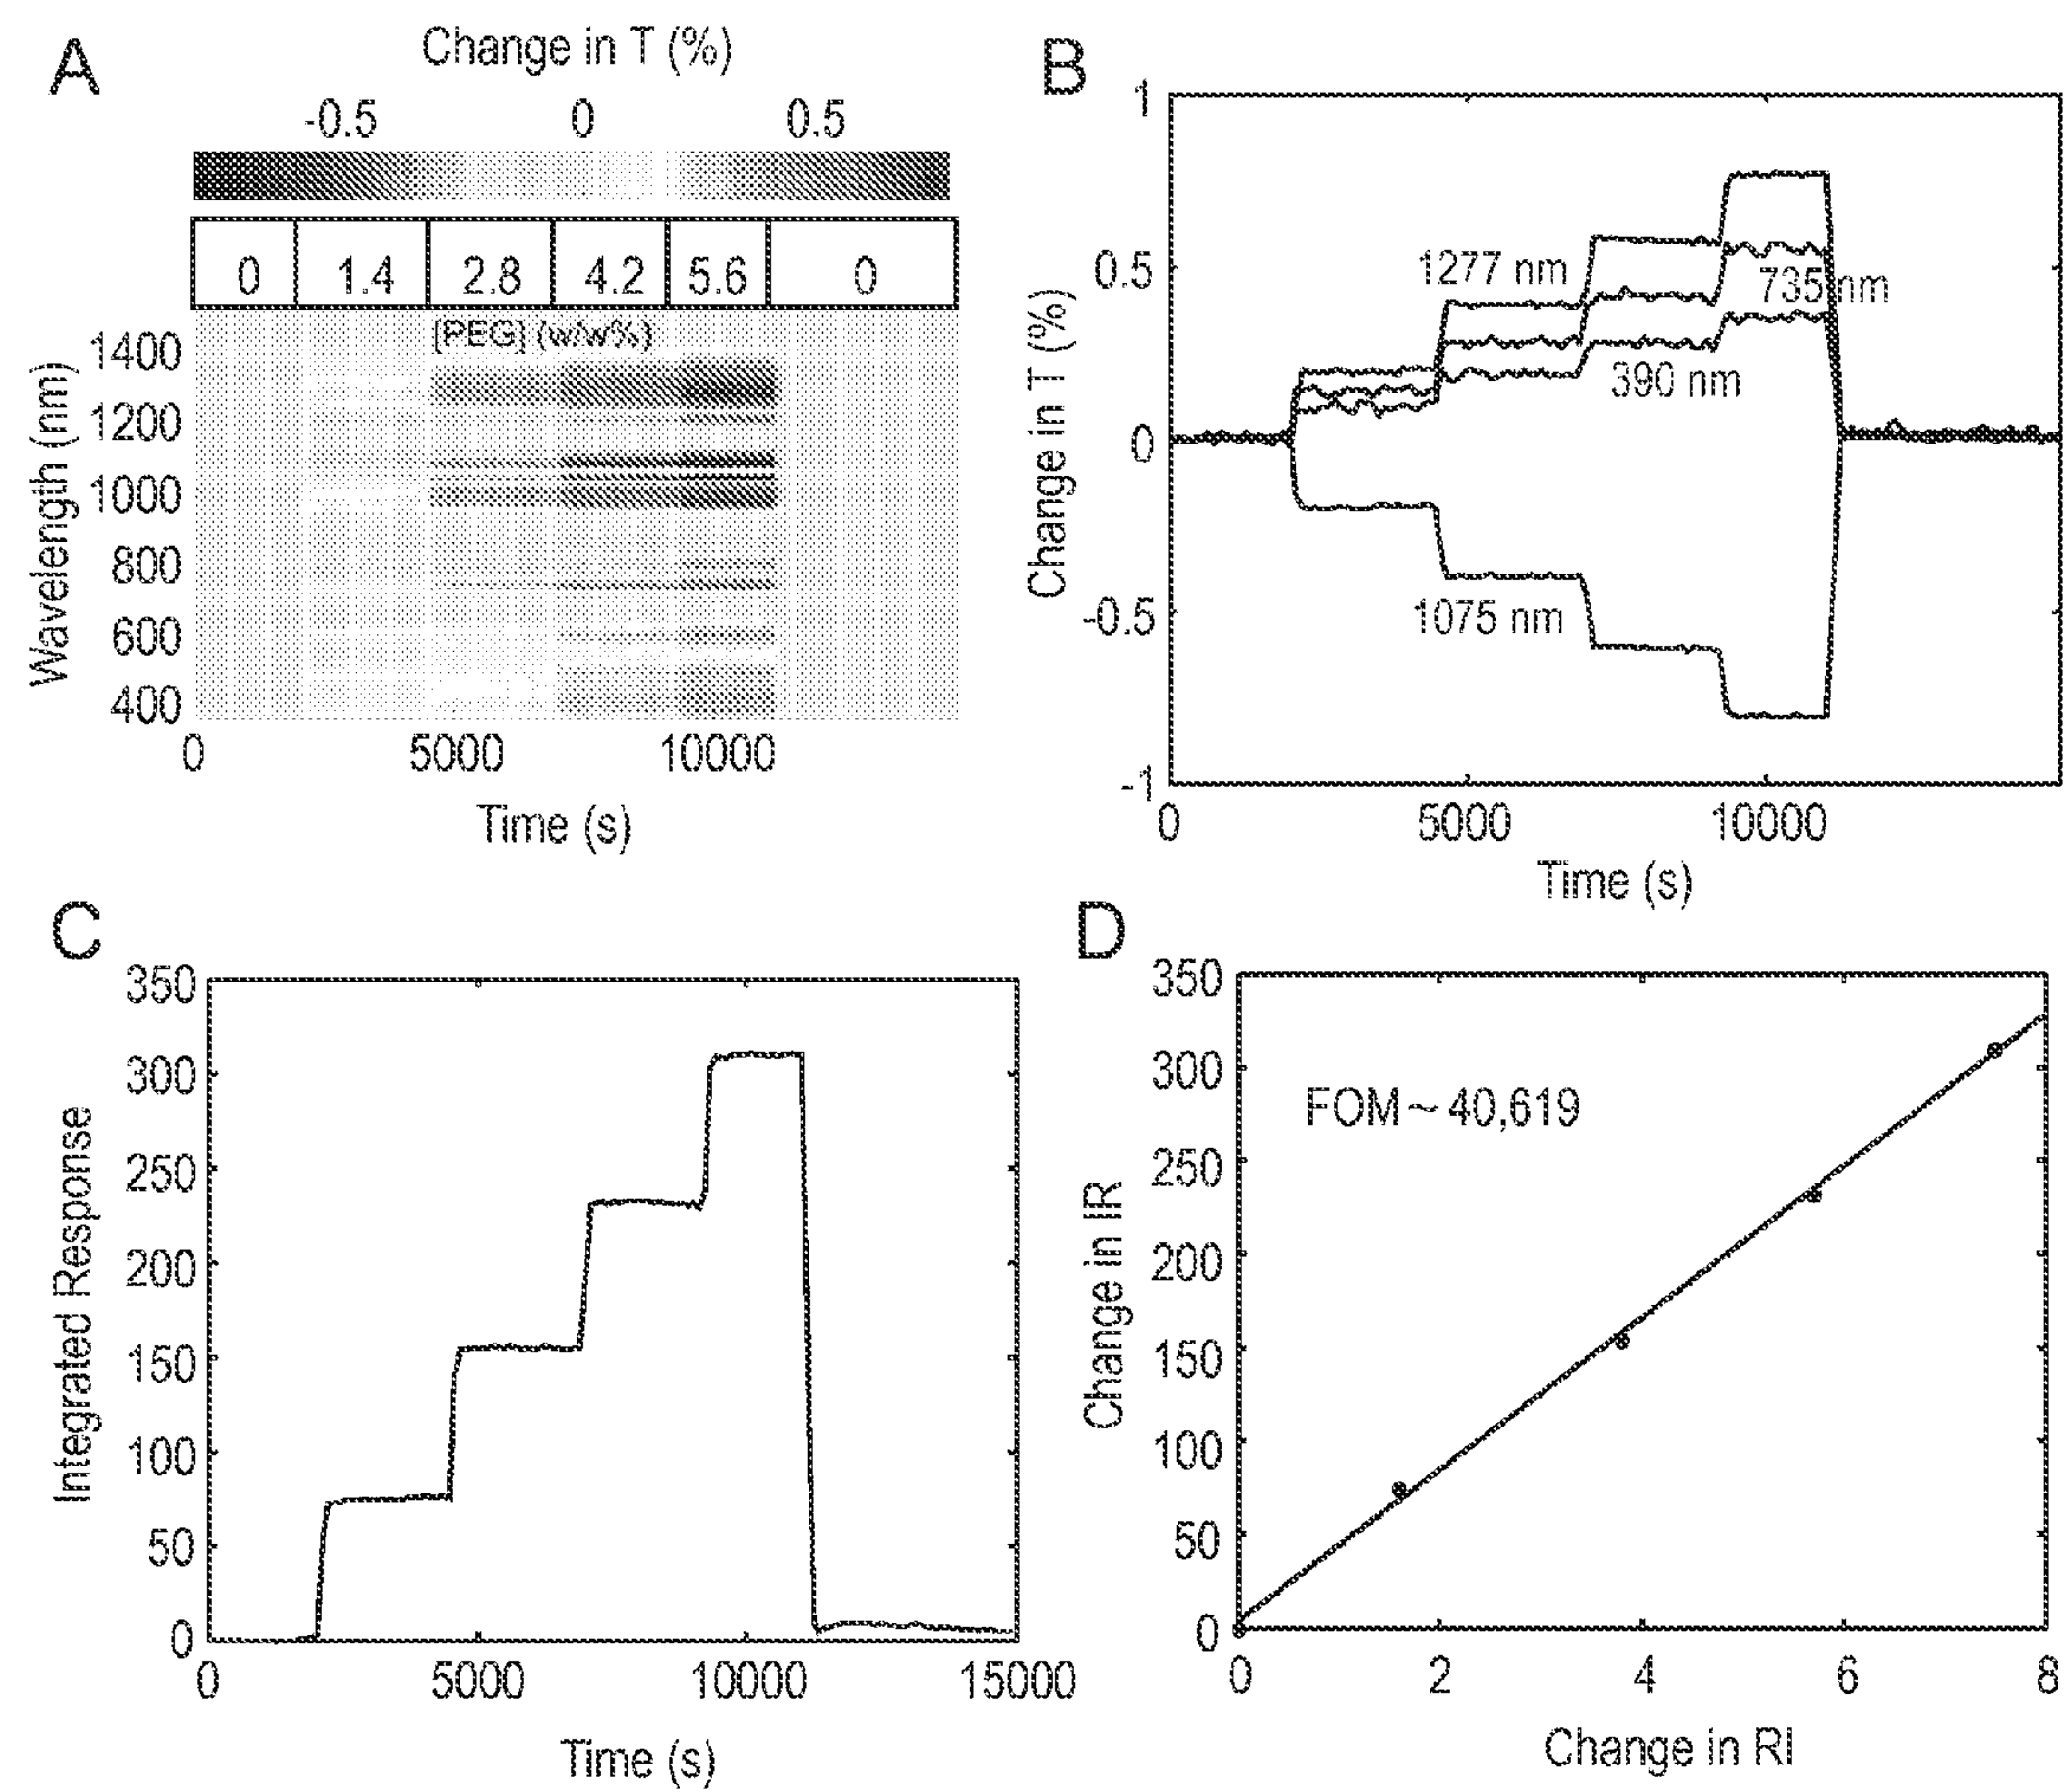 A
Change in T (%)
-0.5 0 0.5
0 1.4 2.8 4.2 5.6 0
[PEG] (w/w%)
Wavelength (nm)
1400
1200
1000
800
600
400
0 5000 10000
Time (s)
B
Change in T (%)
1
0.5
0
-0.5
-1
1277 nm
735 nm
390 nm
1075 nm
0 5000 10000
Time (s)
C
Integrated Response
350
300
250
200
150
100
50
0
0 5000 10000 15000
Time (s)
D
Change in IR
350
300
250
200
150
100
50
0
FOM ~ 40,619
0 2 4 6 8
Change in RI